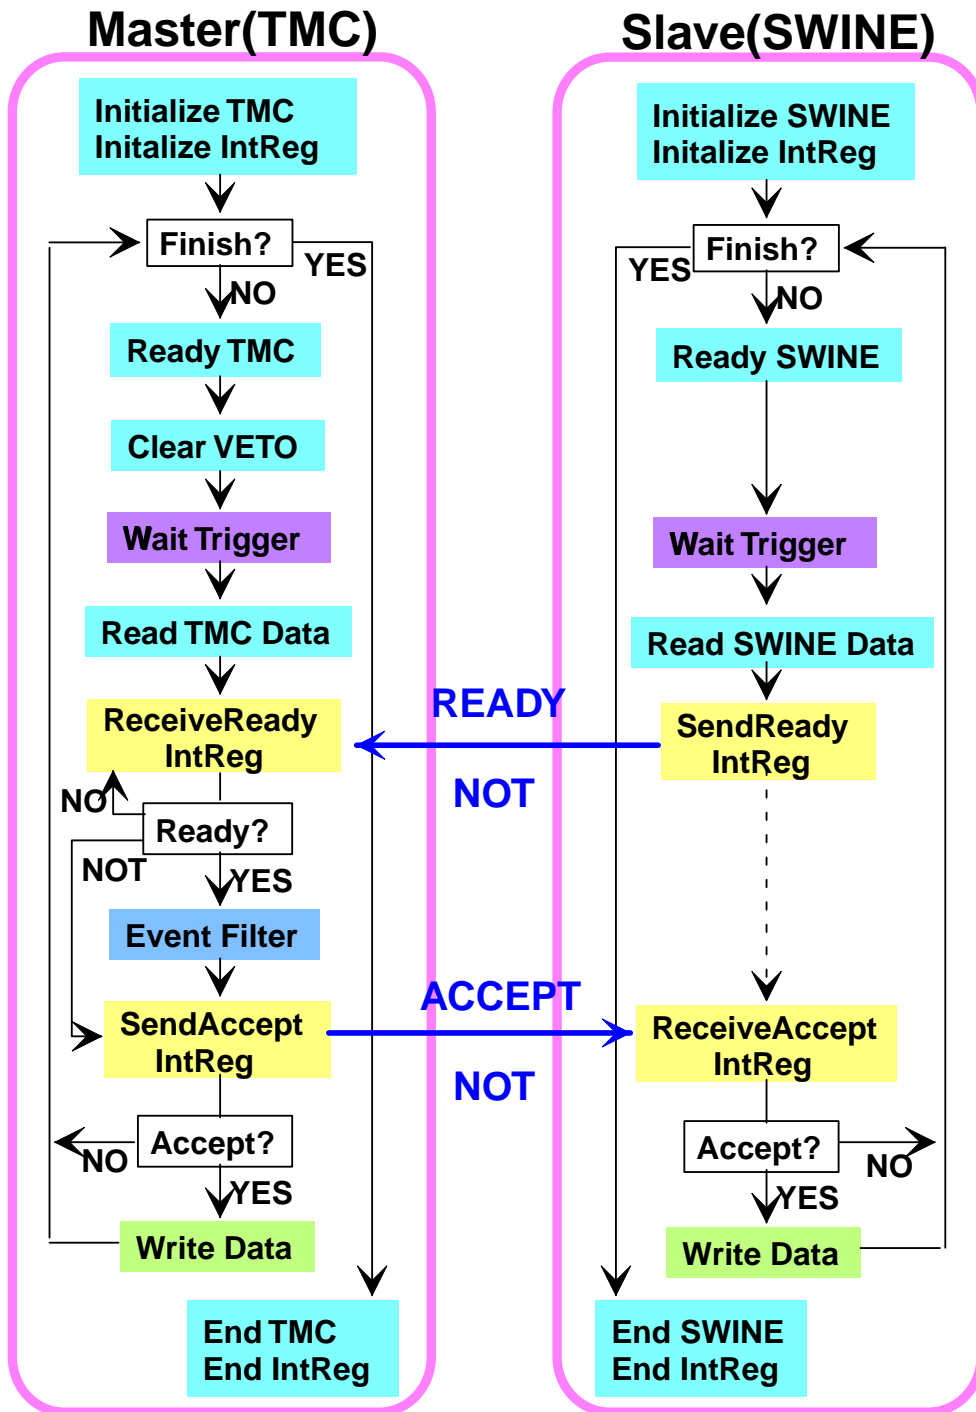 Master(TMC)
Initialize TMC
Initalize IntReg
Finish?
YES
NO
Ready TMC
Clear VETO
Wait Trigger
Read TMC Data
ReceiveReady
IntReg
NO
Ready?
NOT
YES
Event Filter
SendAccept
IntReg
Accept?
NO
YES
Write Data
End TMC
End IntReg
READY
NOT
ACCEPT
NOT
Slave(SWINE)
Initialize SWINE
Initalize IntReg
Finish?
YES
NO
Ready SWINE
Wait Trigger
Read SWINE Data
SendReady
IntReg
ReceiveAccept
IntReg
Accept?
NO
YES
Write Data
End SWINE
End IntReg